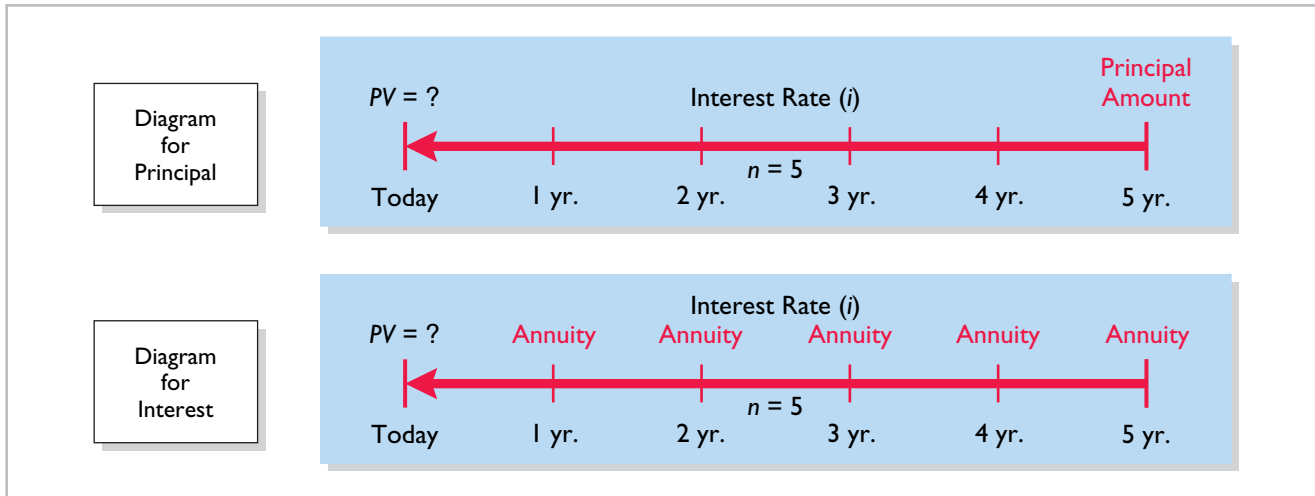 Diagram
for
Principal
PV = ?
Interest Rate (i)
Principal
Amount
n = 5
Today
1 yr.
2 yr.
3 yr.
4 yr.
5 yr.
Diagram
for
Interest
PV = ?
Interest Rate (i)
Annuity
Annuity
Annuity
Annuity
Annuity
n = 5
Today
1 yr.
2 yr.
3 yr.
4 yr.
5 yr.